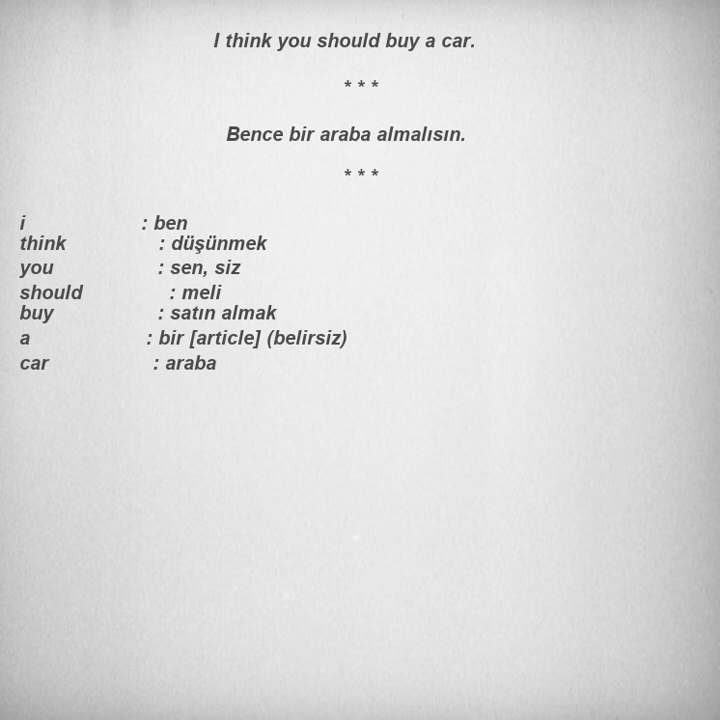 I think you should buy a car.
* * *
Bence bir araba almalısın.
* * *
i : ben
think : düşünmek
you : sen, siz
should : meli
buy : satın almak
a : bir [article] (belirsiz)
car : araba